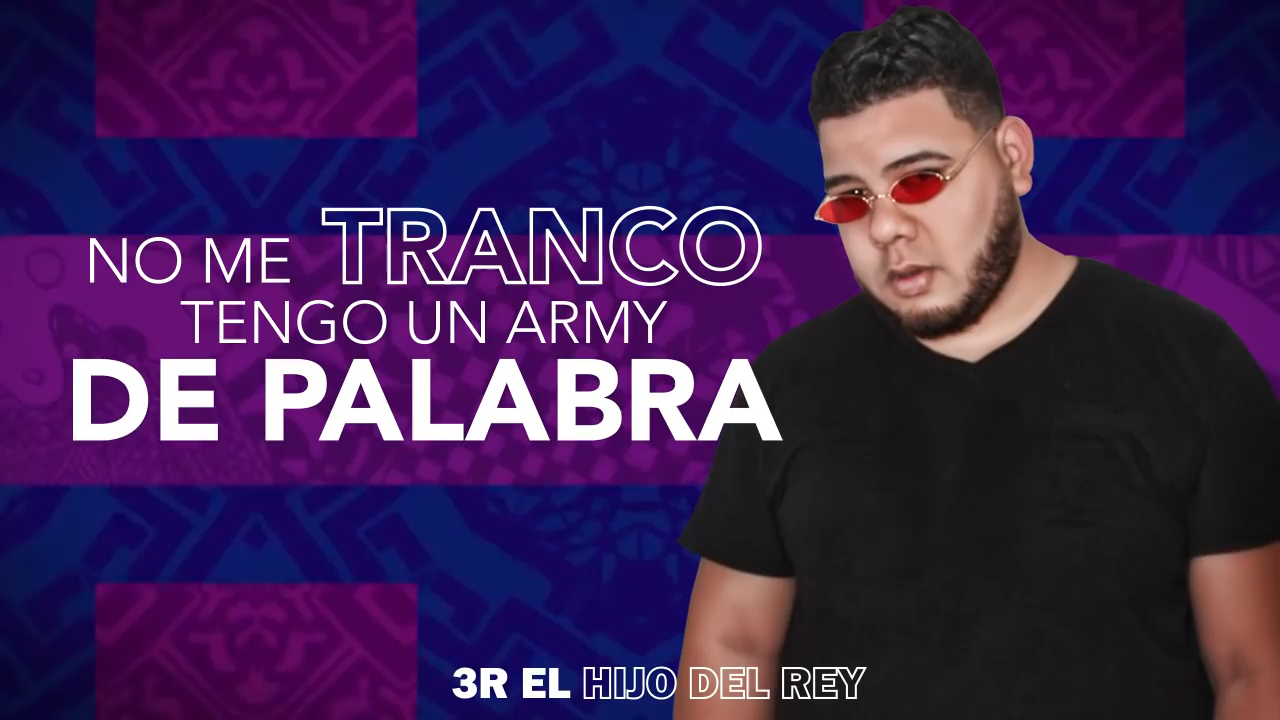 NO ME TRANCO
TENGO UN ARMY
DE PALABRA
3R EL HIJO DEL REY